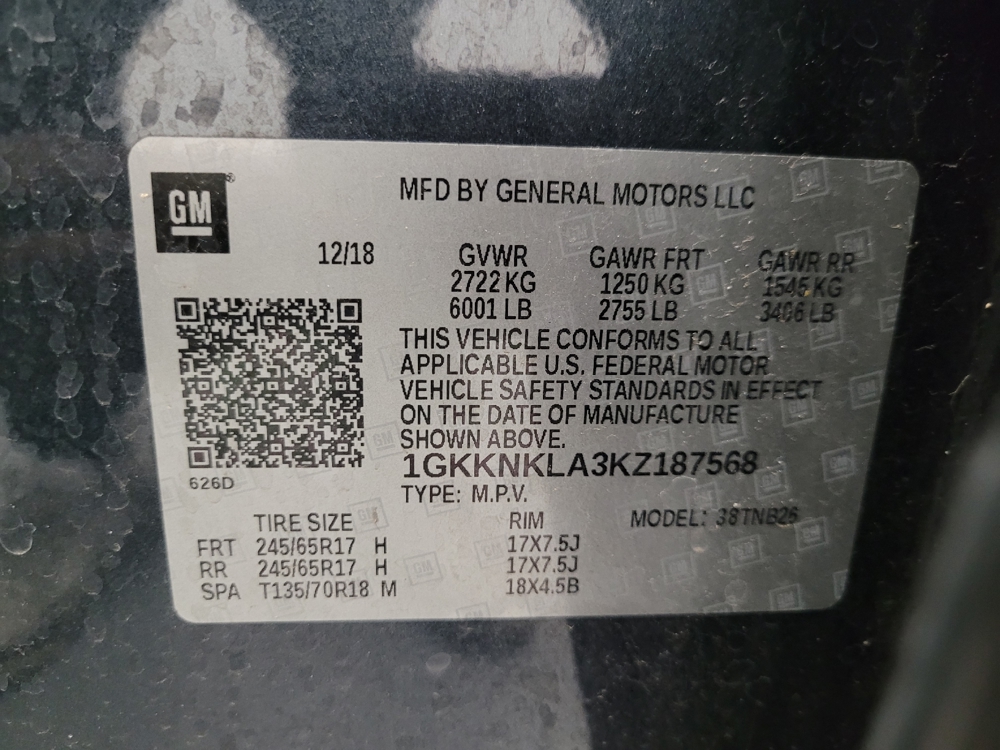 GM
MFD BY GENERAL MOTORS LLC
12/18 GVWR GAWR FRT GAWR RR
2722 KG 1250 KG 1545 KG
6001 LB 2755 LB 3406 LB
THIS VEHICLE CONFORMS TO ALL
APPLICABLE U.S. FEDERAL MOTOR
VEHICLE SAFETY STANDARDS IN EFFECT
ON THE DATE OF MANUFACTURE
SHOWN ABOVE.
1GKKNKLA3KZ187568
626D
TYPE: M.P.V.
TIRE SIZE RIM MODEL: 38TNB26
FRT 245/65R17 H 17X7.5J
RR 245/65R17 H 17X7.5J
SPA T135/70R18 M 18X4.5B